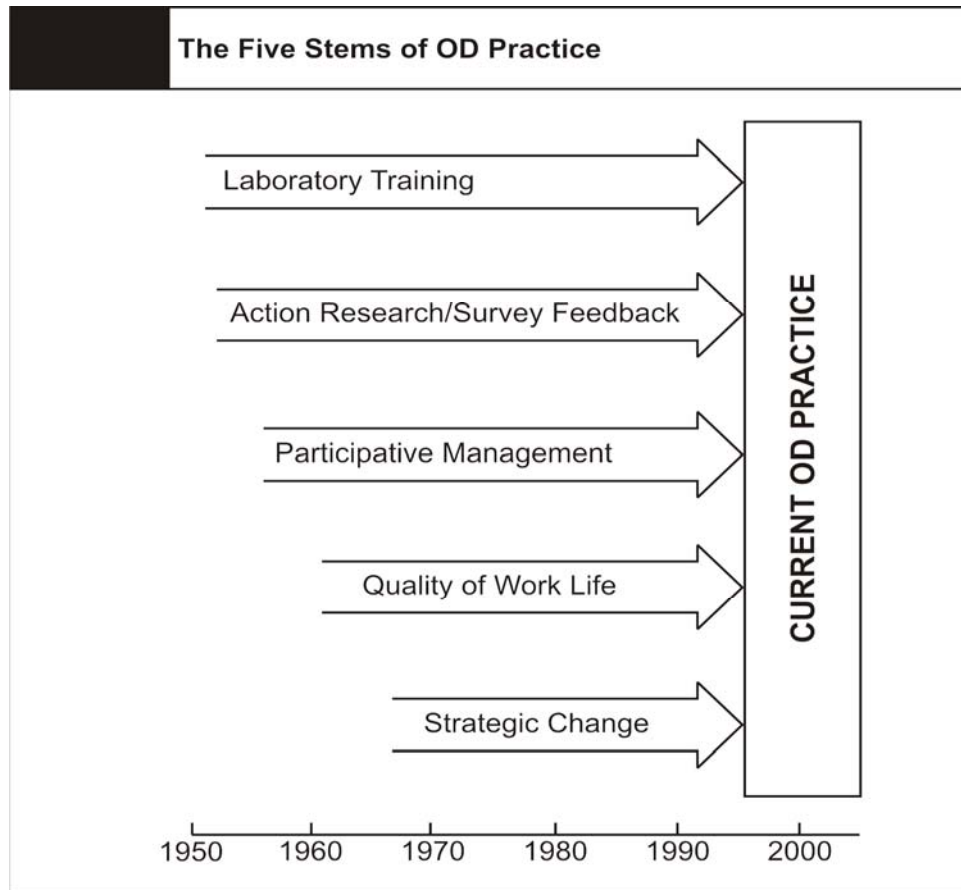 The Five Stems of OD Practice
Laboratory Training
Action Research/Survey Feedback
Participative Management
Quality of Work Life
Strategic Change
CURRENT OD PRACTICE
1950 1960 1970 1980 1990 2000